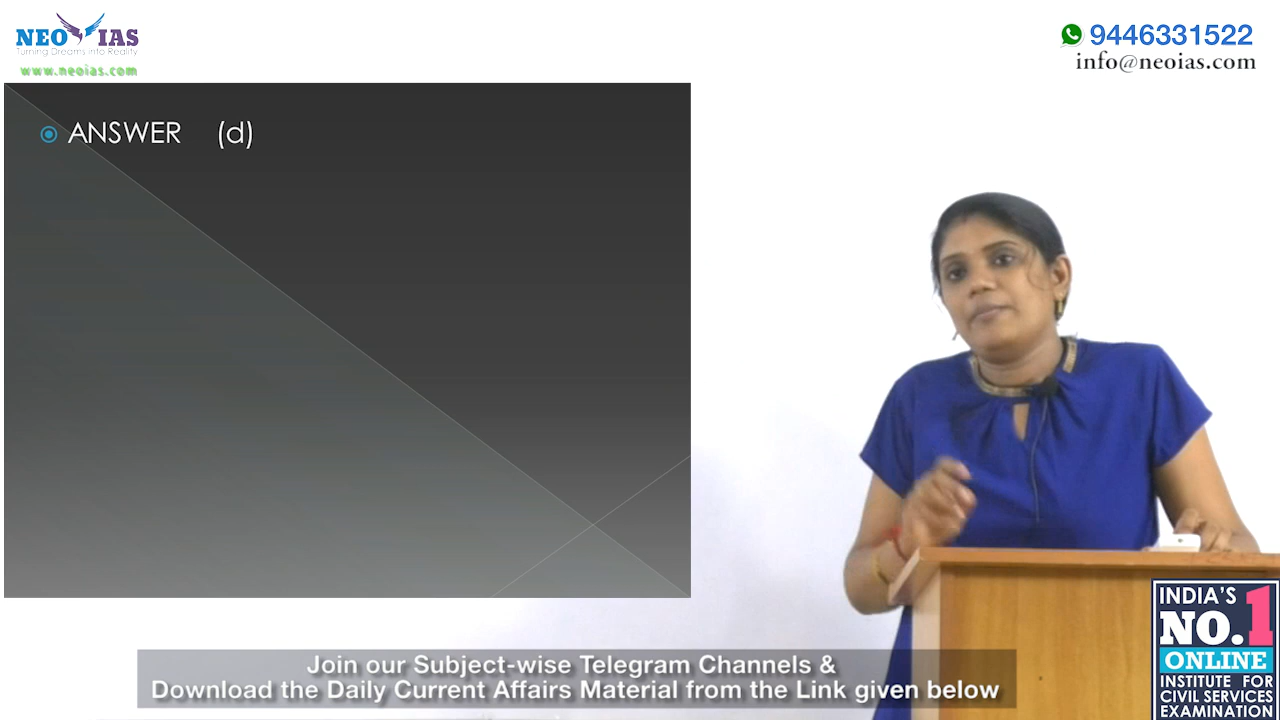 NEO IAS
Turning Dreams into Reality
www.neoias.com
9446331522
info@neoias.com
ANSWER (d)
INDIA'S
NO.1
ONLINE
INSTITUTE FOR
CIVIL SERVICES
EXAMINATION
Join our Subject-wise Telegram Channels &
Download the Daily Current Affairs Material from the Link given below